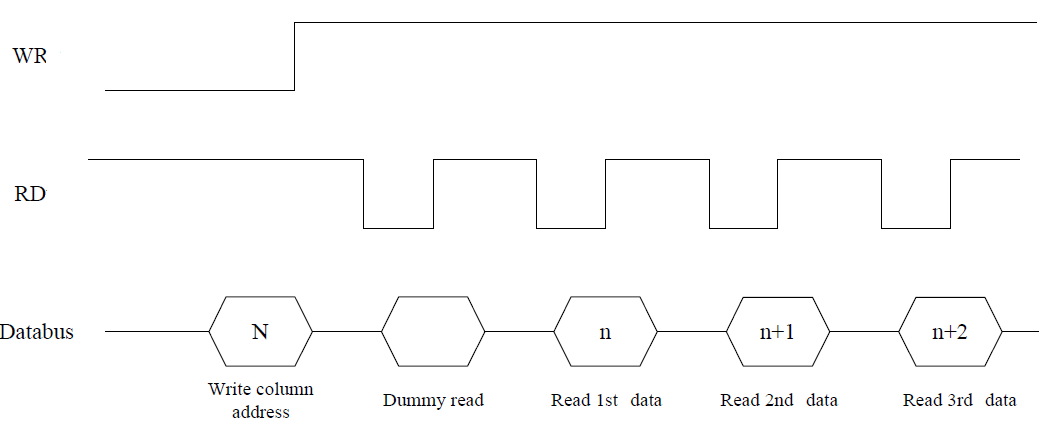 WR
RD
Databus
N
n
n+1
n+2
Write column
address
Dummy read
Read 1st data
Read 2nd data
Read 3rd data